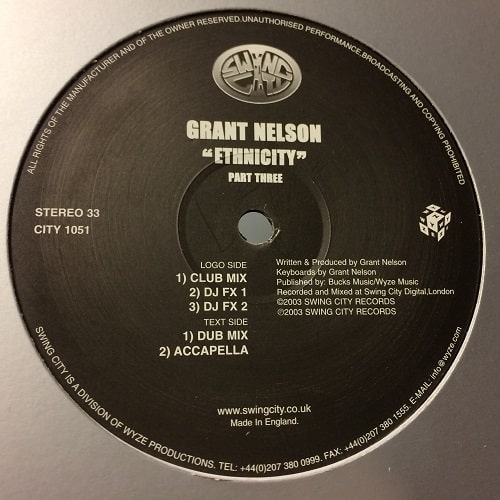 ALL RIGHTS OF THE MANUFACTURER AND OF THE OWNER RESERVED.UNAUTHORISED PERFORMANCE,BROADCASTING AND COPYING PROHIBITED
SWING
CITY
GRANT NELSON
“ETHNICITY”
PART THREE
STEREO 33
CITY 1051
LOGO SIDE
1) CLUB MIX
2) DJ FX 1
3) DJ FX 2
TEXT SIDE
1) DUB MIX
2) ACCAPELLA
Written & Produced by Grant Nelson
Keyboards by Grant Nelson
Published by: Bucks Music/Wyze Music
Recorded and Mixed at Swing City Digital,London
©2003 SWING CITY RECORDS
℗2003 SWING CITY RECORDS
www.swingcity.co.uk
Made In England.
SWING CITY IS A DIVISION OF WYZE PRODUCTIONS. TEL: +44(0)207 380 0999. FAX: +44(0)207 380 1555. E-MAIL: info@wyze.com